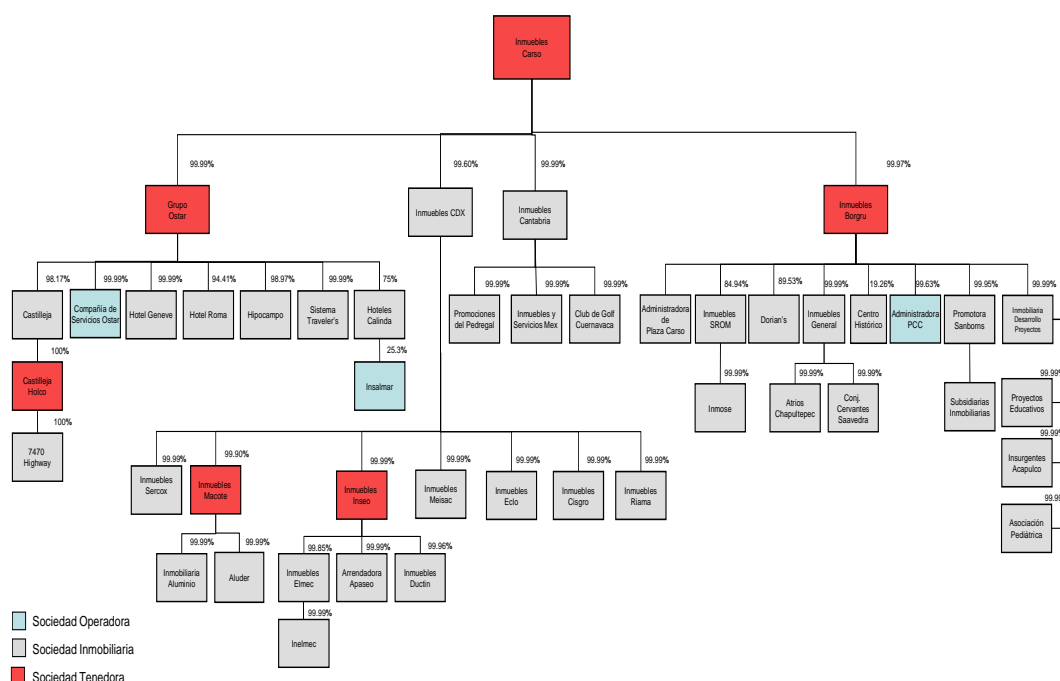 Inmuebles
Carso
99.99%
99.60%
99.99%
99.97%
Grupo
Ostar
Inmuebles CDX
Inmuebles
Cantabria
Inmuebles
Borgru
98.17%
99.99%
99.99%
94.41%
98.97%
99.99%
75%
Castilleja
Compañía de
Servicios Ostar
Hotel Geneve
Hotel Roma
Hipocampo
Sistema
Traveler's
Hoteles
Calinda
99.99%
99.99%
99.99%
Promociones
del Pedregal
Inmuebles y
Servicios Mex
Club de Golf
Cuernavaca
84.94%
89.53%
99.99%
19.26%
99.63%
99.95%
99.99%
Administradora
de
Plaza Carso
Inmuebles
SROM
Dorian's
Inmuebles
General
Centro
Histórico
Administradora
PCC
Promotora
Sanborns
Inmobiliaria
Desarrollo
Proyectos
100%
25.3%
Castilleja
Holco
Insalmar
100%
7470
Highway
99.99%
99.99%
99.99%
Inmose
Atrios
Chapultepec
Conj.
Cervantes
Saavedra
Subsidiarias
Inmobiliarias
99.99%
Proyectos
Educativos
99.99%
Insurgentes
Acapulco
99.99
Asociación
Pediátrica
99.99%
99.90%
99.99%
99.99%
99.99%
99.99%
99.99%
Inmuebles
Sercox
Inmuebles
Macote
Inmuebles
Inseo
Inmuebles
Meisac
Inmuebles
Eclo
Inmuebles
Cisgro
Inmuebles
Riama
99.99%
99.99%
99.85%
99.99%
99.96%
Inmobiliaria
Aluminio
Aluder
Inmuebles
Elmec
Arrendadora
Apaseo
Inmuebles
Ductin
99.99%
Inelmec
Sociedad Operadora
Sociedad Inmobiliaria
Sociedad Tenedora